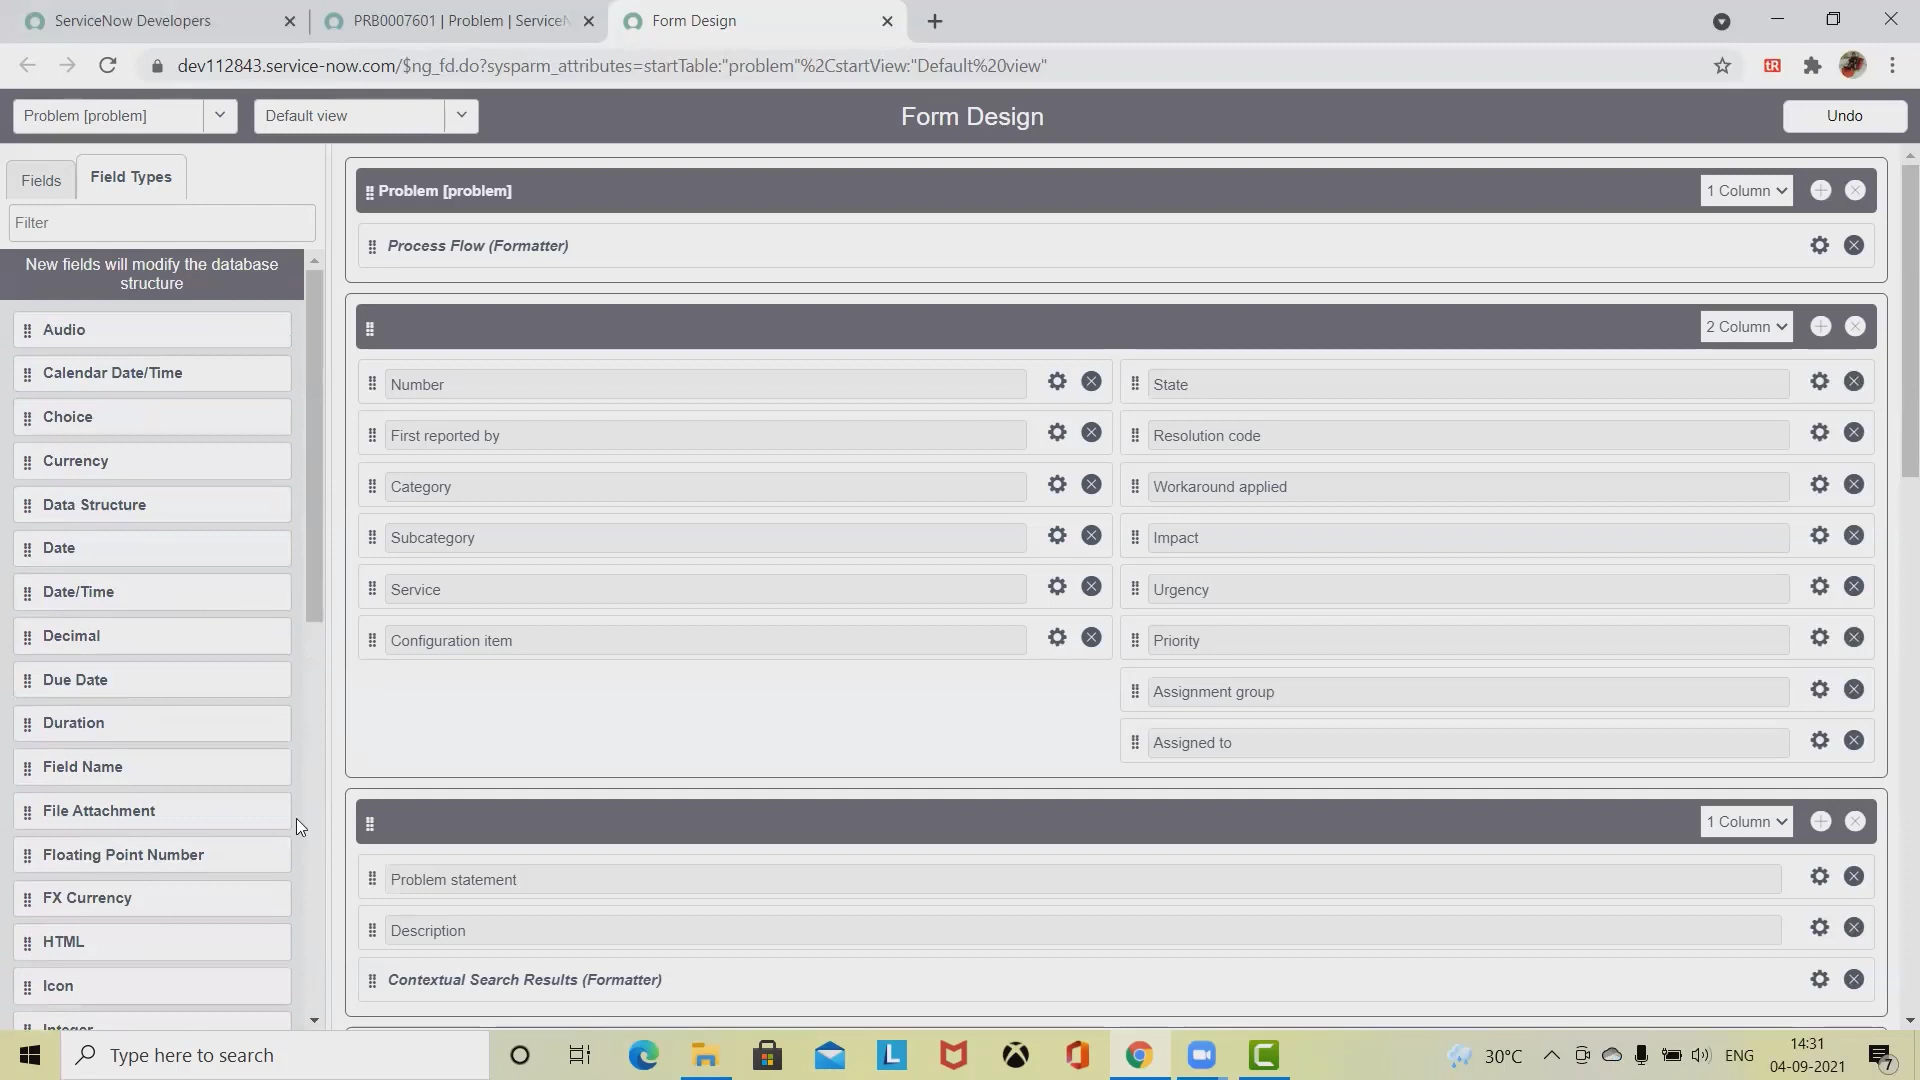 ServiceNow Developers
PRB0007601 | Problem | ServiceN
Form Design
dev112843.service-now.com/$ng_fd.do?sysparm_attributes=startTable:"problem"%2CstartView:"Default%20view"
tR
Problem [problem]
Default view
Form Design
Undo
Fields
Field Types
Filter
New fields will modify the database
structure
Audio
Calendar Date/Time
Choice
Currency
Data Structure
Date
Date/Time
Decimal
Due Date
Duration
Field Name
File Attachment
Floating Point Number
FX Currency
HTML
Icon
Integer
Problem [problem]
1 Column
Process Flow (Formatter)
2 Column
Number
State
First reported by
Resolution code
Category
Workaround applied
Subcategory
Impact
Service
Urgency
Configuration item
Priority
Assignment group
Assigned to
1 Column
Problem statement
Description
Contextual Search Results (Formatter)
Type here to search
L
30°C
ENG
14:31
04-09-2021
7